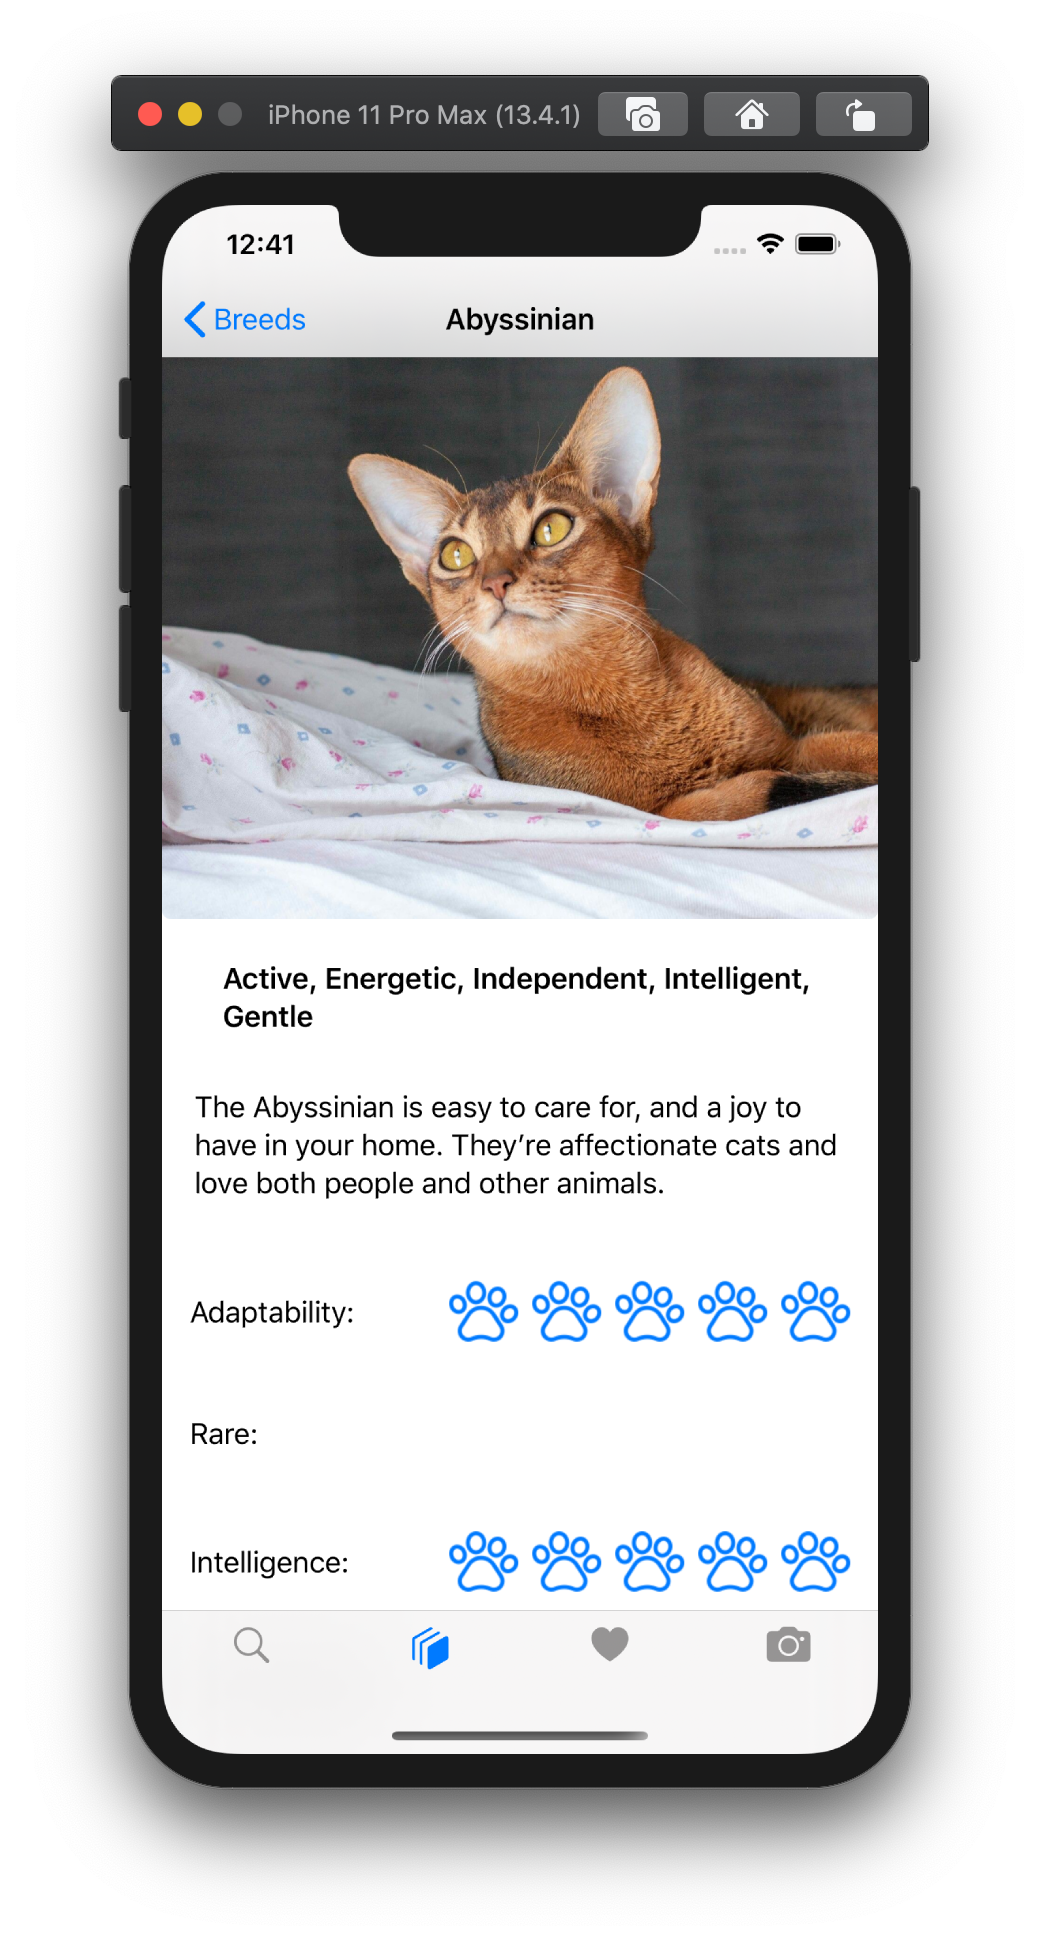 iPhone 11 Pro Max (13.4.1)
12:41
Breeds
Abyssinian
Active, Energetic, Independent, Intelligent,
Gentle
The Abyssinian is easy to care for, and a joy to
have in your home. They’re affectionate cats and
love both people and other animals.
Adaptability:
Rare:
Intelligence: